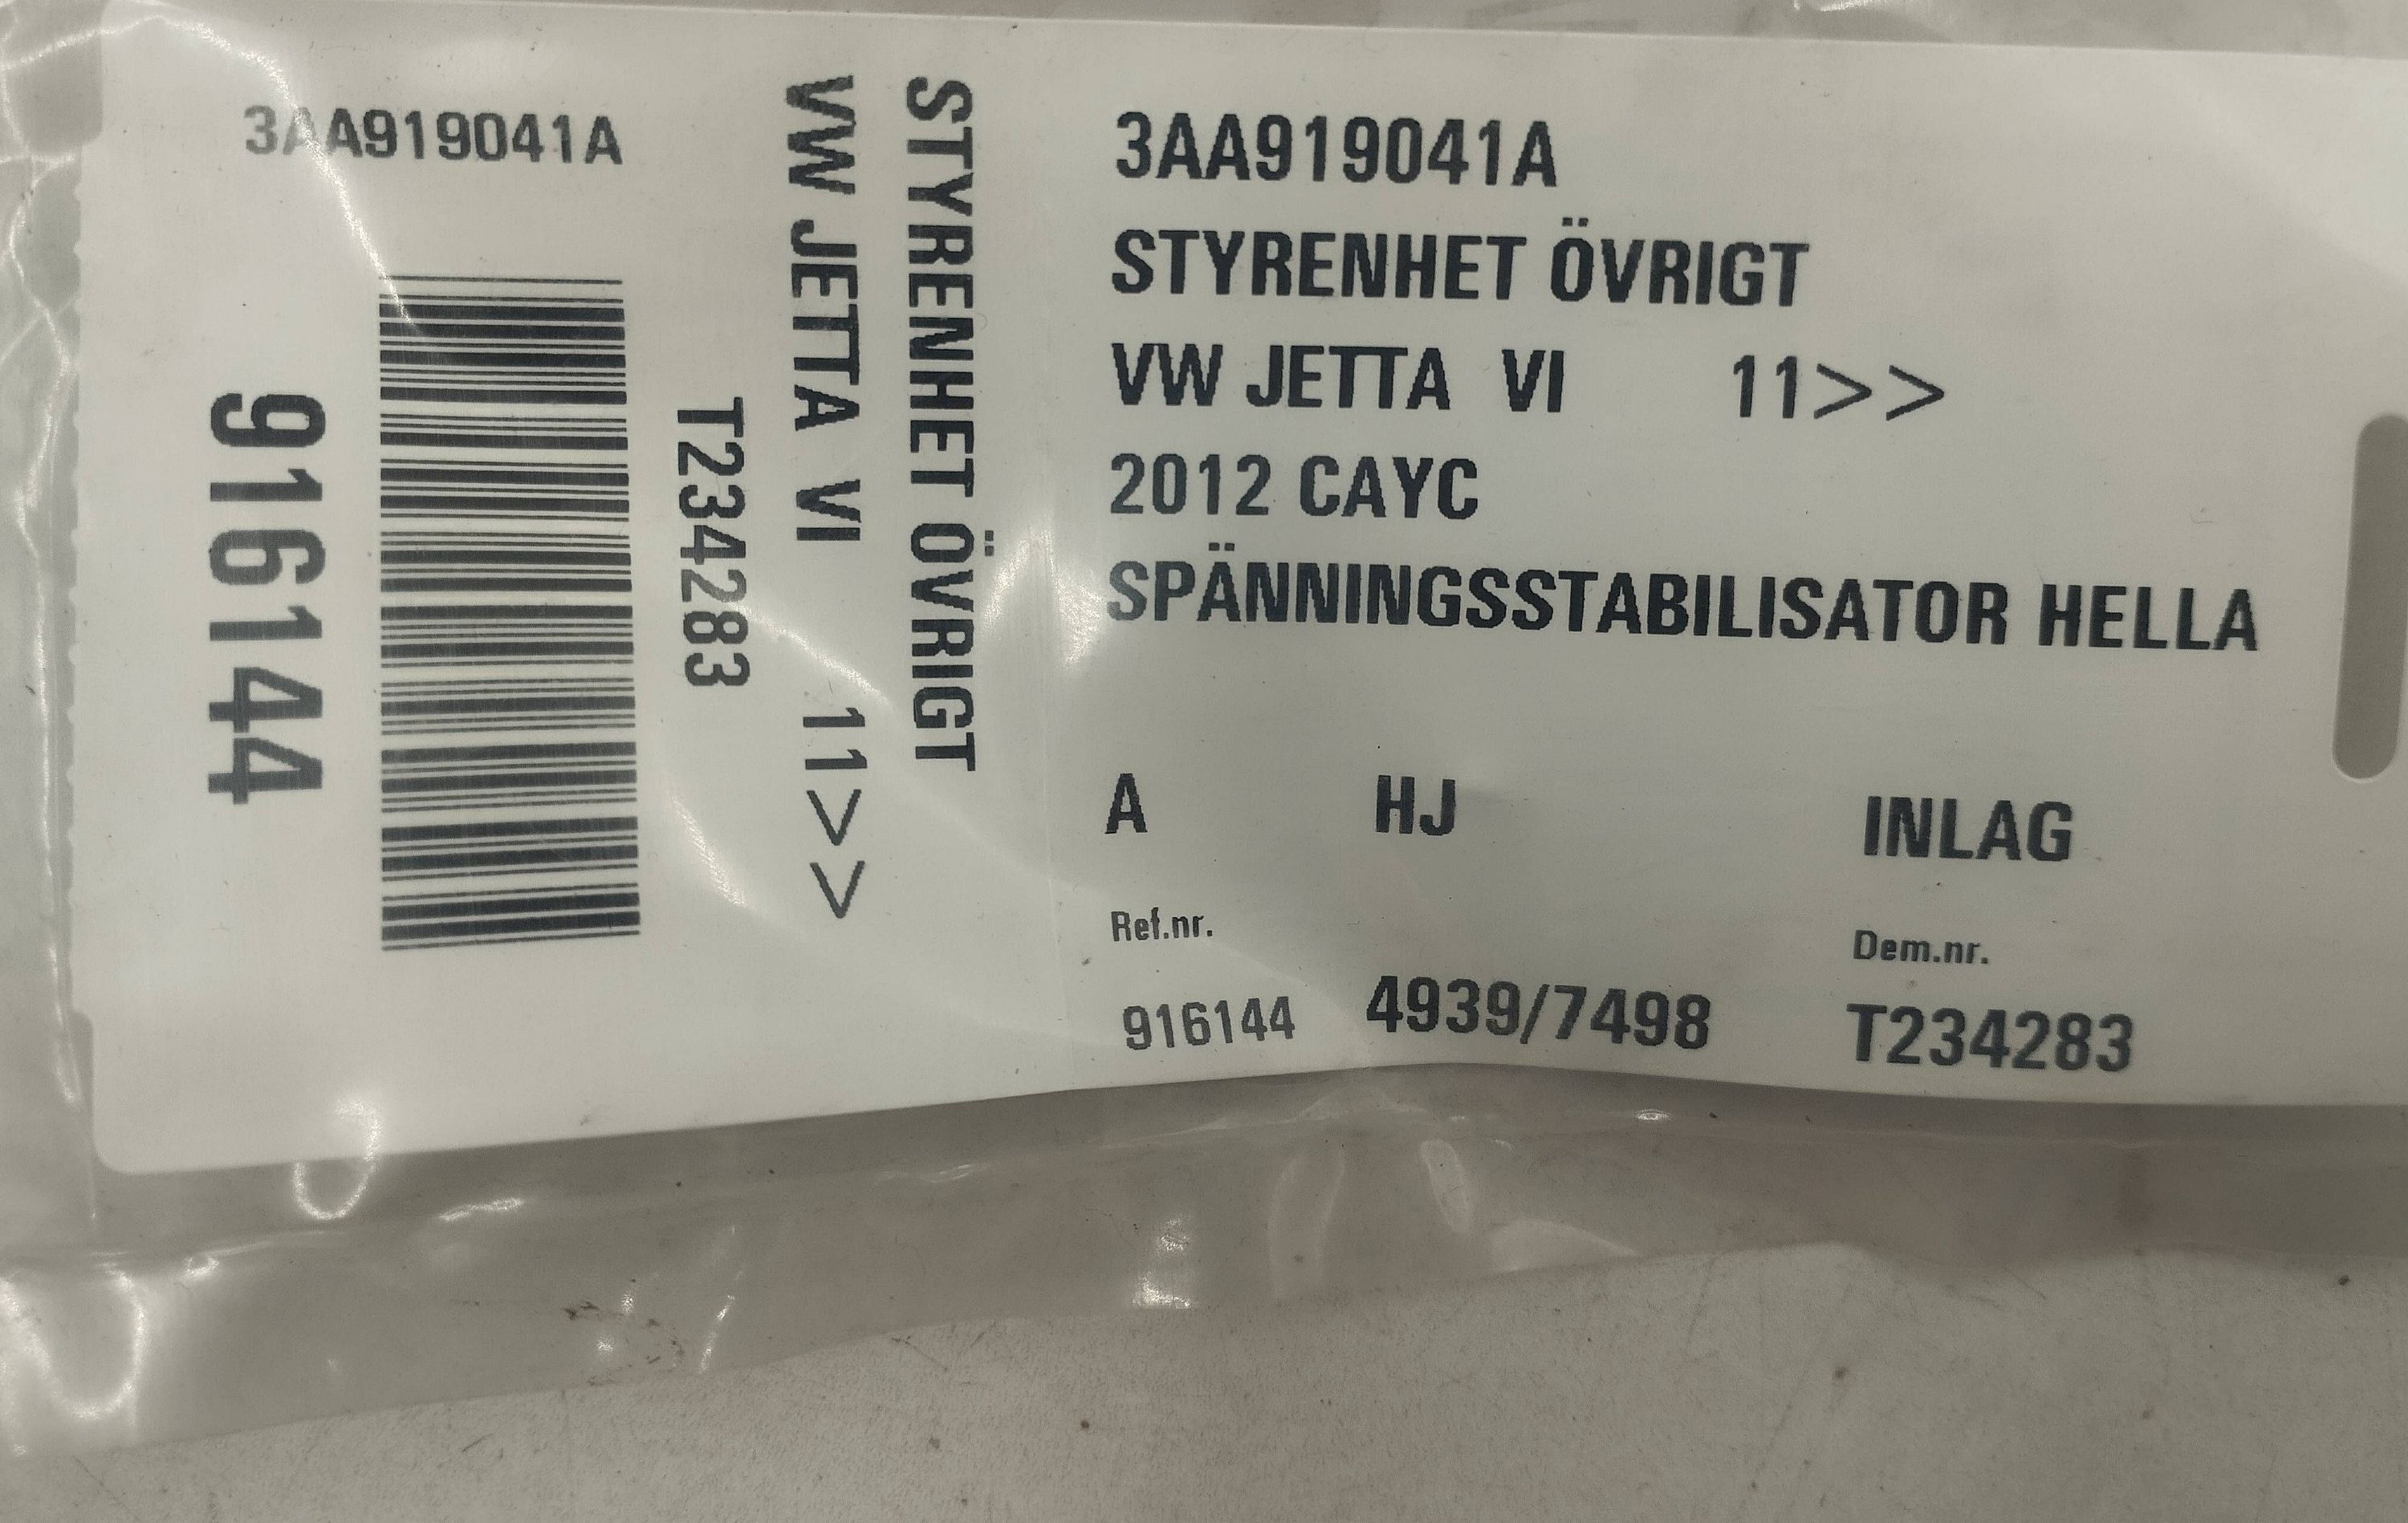 3AA919041A
916144
T234283
VW JETTA VI 11>>
STYRENHET ÖVRIGT
3AA919041A
STYRENHET ÖVRIGT
VW JETTA VI 11>>
2012 CAYC
SPÄNNINGSSTABILISATOR HELLA
A HJ INLAG
Ref.nr. Dem.nr.
916144 4939/7498 T234283